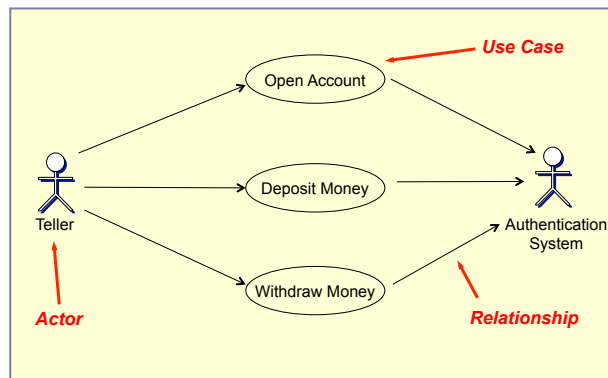 Use Case
Open Account
Deposit Money
Teller
Authentication
System
Withdraw Money
Actor
Relationship